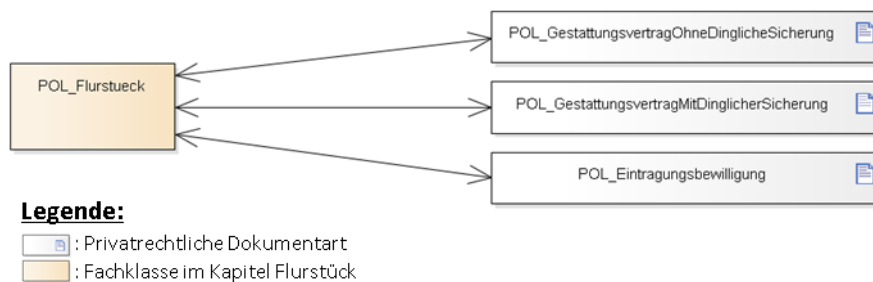 POL_GestattungsvertragOhneDinglicheSicherung
POL_Flurstueck
POL_GestattungsvertragMitDinglicherSicherung
POL_Eintragungsbewilligung
Legende:
: Privatrechtliche Dokumentart
: Fachklasse im Kapitel Flurstück